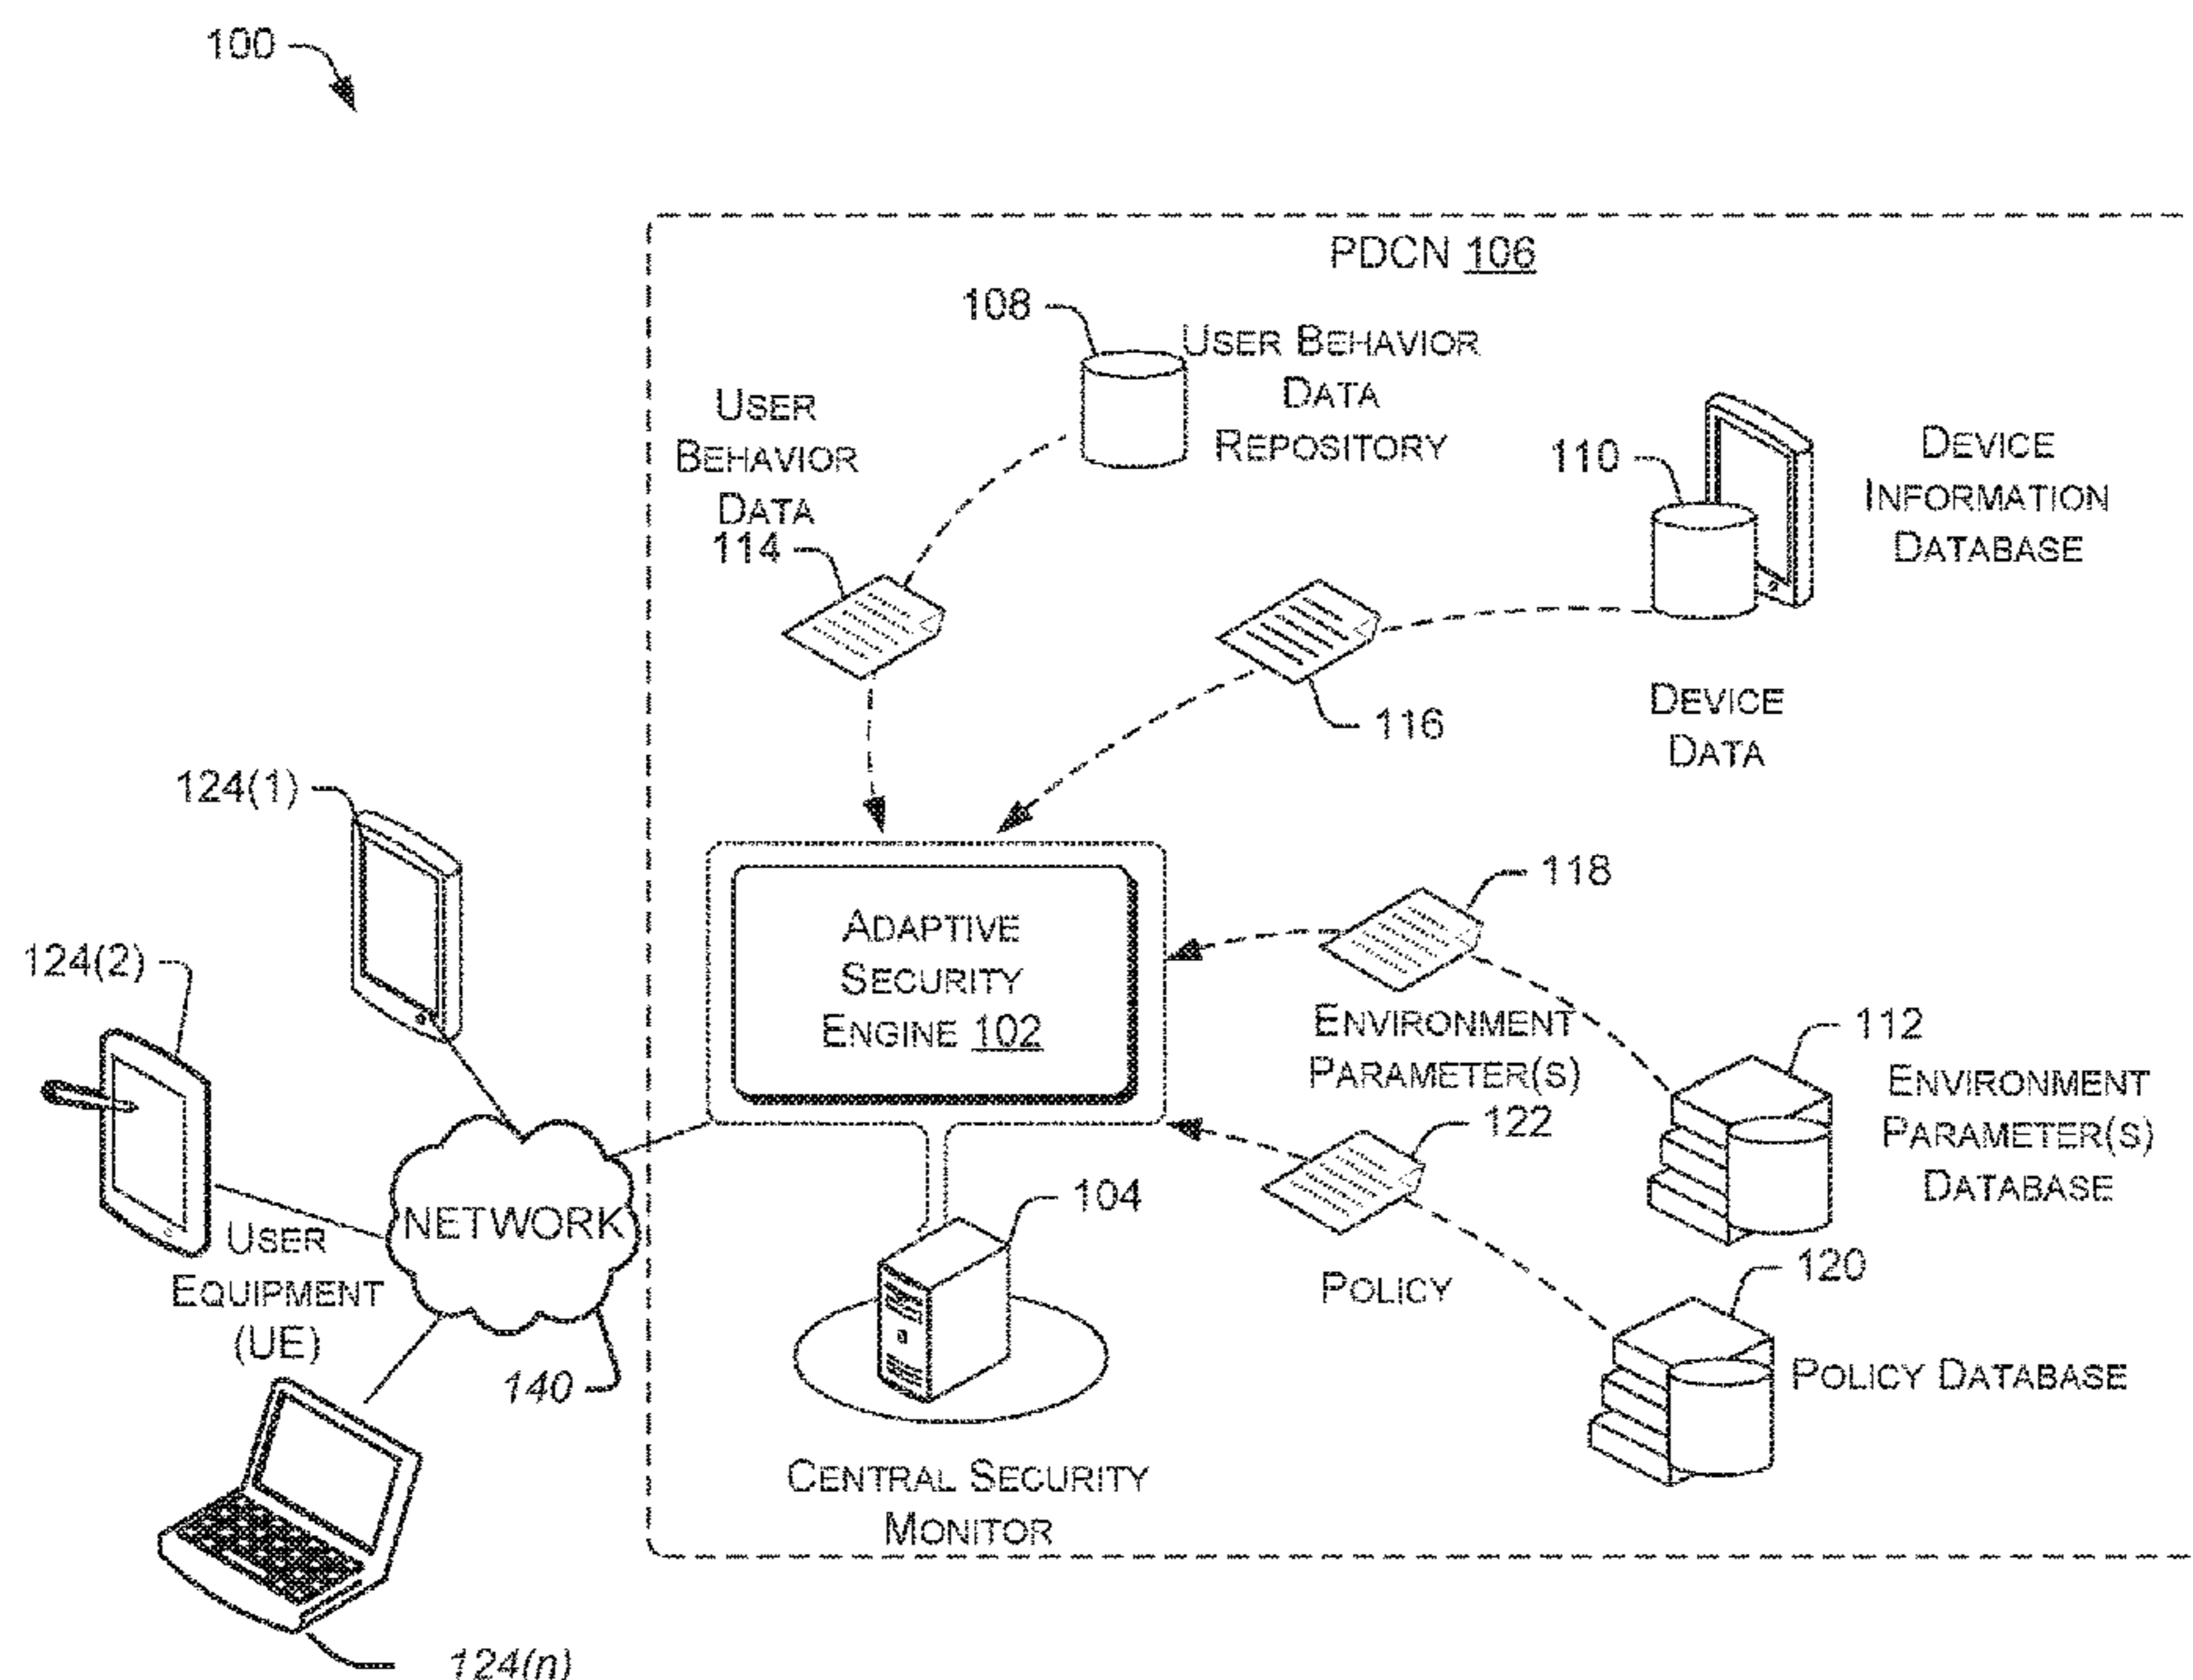 100
PDCN 106
108
USER BEHAVIOR
DATA
REPOSITORY
USER
BEHAVIOR
DATA
114
110
DEVICE
INFORMATION
DATABASE
116
DEVICE
DATA
124(1)
124(2)
ADAPTIVE
SECURITY
ENGINE 102
118
ENVIRONMENT
PARAMETER(S)
112
ENVIRONMENT
PARAMETER(S)
DATABASE
122
POLICY
120
POLICY DATABASE
104
CENTRAL SECURITY
MONITOR
NETWORK
140
USER
EQUIPMENT
(UE)
124(n)